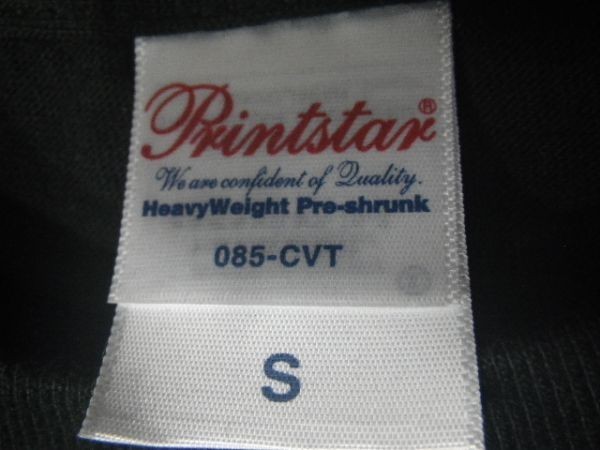 Printstar®
We are confident of Quality.
HeavyWeight Pre-shrunk
085-CVT
S